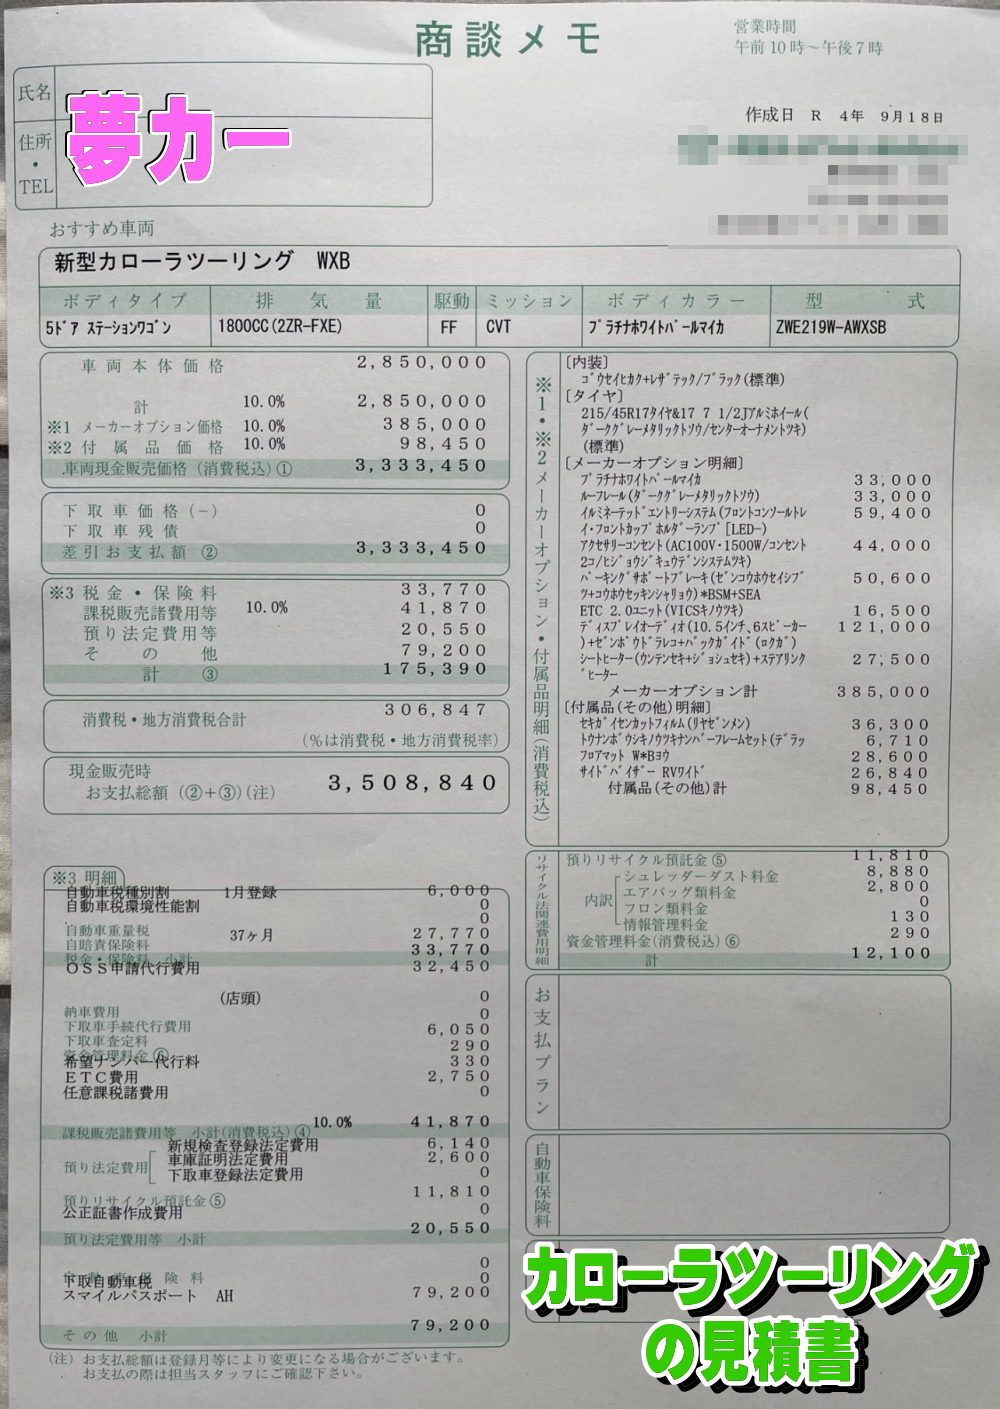 商談メモ
営業時間
午前10時～午後7時
氏名
住所
・
TEL
夢カー
作成日 R 4年 9月18日
おすすめ車両
新型カローラツーリング WXB
ボディタイプ 排気量 駆動 ミッション ボディカラー 型式
5ﾄﾞｱ ｽﾃｰｼｮﾝﾜｺﾞﾝ 1800CC(2ZR-FXE) FF CVT ﾌﾟﾗﾁﾅﾎﾜｲﾄﾊﾟｰﾙﾏｲｶ ZWE219W-AWXSB
車両本体価格 2,850,000
計 10.0% 2,850,000
※1 メーカーオプション価格 10.0% 385,000
※2 付属品価格 10.0% 98,450
車両現金販売価格(消費税込)① 3,333,450
下取車価格(−) 0
下取車残債 0
差引お支払額 ② 3,333,450
※3 税金・保険料 33,770
課税販売諸費用等 10.0% 41,870
預り法定費用等 20,550
その他 79,200
計 ③ 175,390
消費税・地方消費税合計 306,847
(%は消費税・地方消費税率)
現金販売時
お支払総額(②+③)(注) 3,508,840
※3 明細
自動車税種別割 1月登録 6,000
自動車税環境性能割 0
0
自動車重量税
自賠責保険料 37ヶ月 27,770
税金・保険料 小計 33,770
OSS申請代行費用 32,450
(店頭) 0
納車費用 0
下取車手続代行費用 6,050
下取車査定料
資金管理料金⑥ 290
希望ナンバー代行料 330
ETC費用 2,750
任意課税諸費用 0
課税販売諸費用等 小計(消費税込)④ 10.0% 41,870
預り法定費用
新規検査登録法定費用 6,140
車庫証明法定費用 2,600
下取車登録法定費用 0
預りリサイクル預託金⑤ 11,810
公正証書作成費用 0
預り法定費用等 小計 20,550
自動車保険料 0
下取自動車税 0
スマイルパスポート AH 79,200
その他 小計 79,200
(注) お支払総額は登録月等により変更になる場合がございます。
お支払の際は担当スタッフにご確認下さい。
※1・※2メーカーオプション・付属品明細(消費税込)
[内装]
ｺﾞｳｾｲﾋｶｸ+ﾚｻﾞﾃｯｸ/ﾌﾞﾗｯｸ(標準)
[タイヤ]
215/45R17ﾀｲﾔ&17 7 1/2Jｱﾙﾐﾎｲｰﾙ(
ﾀﾞｰｸｸﾞﾚｰﾒﾀﾘｯｸﾄｿｳ/ｾﾝﾀｰｵｰﾅﾒﾝﾄﾂｷ)
(標準)
[メーカーオプション明細]
ﾌﾟﾗﾁﾅﾎﾜｲﾄﾊﾟｰﾙﾏｲｶ 33,000
ﾙｰﾌﾚｰﾙ(ﾀﾞｰｸｸﾞﾚｰﾒﾀﾘｯｸﾄｿｳ) 33,000
ｲﾙﾐﾈｰﾃｯﾄﾞｴﾝﾄﾘｰｼｽﾃﾑ(ﾌﾛﾝﾄｺﾝｿｰﾙﾄﾚ 59,400
ｲ･ﾌﾛﾝﾄｶｯﾌﾟﾎﾙﾀﾞｰﾗﾝﾌﾟ[LED-)
ｱｸｾｻﾘｰｺﾝｾﾝﾄ(AC100V･1500W/ｺﾝｾﾝﾄ 44,000
2ｺ/ﾋｼﾞｮｳｼﾞｷｭｳﾃﾞﾝｼｽﾃﾑﾂｷ)
ﾊﾟｰｷﾝｸﾞｻﾎﾟｰﾄﾌﾞﾚｰｷ(ｾﾞﾝｺｳﾎｳｾｲｼﾌﾞ 50,600
ﾂ+ｺｳﾎｳｾｯｷﾝｼｬﾘｮｳ)*BSM+SEA
ETC 2.0ﾕﾆｯﾄ(VICSｷﾉｳﾂｷ) 16,500
ﾃﾞｨｽﾌﾟﾚｲｵｰﾃﾞｨｵ(10.5ｲﾝﾁ､6ｽﾋﾟｰｶｰ 121,000
)+ｾﾞﾝﾎﾟｳﾄﾞﾗﾚｺ+ﾊﾞｯｸｶﾞｲﾄﾞ(ﾛｸｶﾞ)
ｼｰﾄﾋｰﾀｰ(ｳﾝﾃﾝｾｷ+ｼﾞｮｼｭｾｷ)+ｽﾃｱﾘﾝｸﾞ 27,500
ﾋｰﾀｰ
メーカーオプション計 385,000
[付属品(その他)明細]
ｾｷｶﾞｲｾﾝｶｯﾄﾌｨﾙﾑ(ﾘﾔｾﾞﾝﾒﾝ) 36,300
ﾄｳﾅﾝﾎﾞｳｼｷﾉｳﾂｷﾅﾝﾊﾞｰﾌﾚｰﾑｾｯﾄ(ﾃﾞﾗｯ 6,710
ﾌﾛｱﾏｯﾄ W*Bﾖｳ 28,600
ｻｲﾄﾞﾊﾞｲｻﾞｰ RVﾜｲﾄﾞ 26,840
付属品(その他)計 98,450
リサイクル法関連費用明細
預りリサイクル預託金⑤ 11,810
内訳
シュレッダーダスト料金 8,880
エアバッグ類料金 2,800
フロン類料金 0
情報管理料金 130
資金管理料金(消費税込)⑥ 290
計 12,100
お支払プラン
自動車保険料
カローラツーリング
の見積書